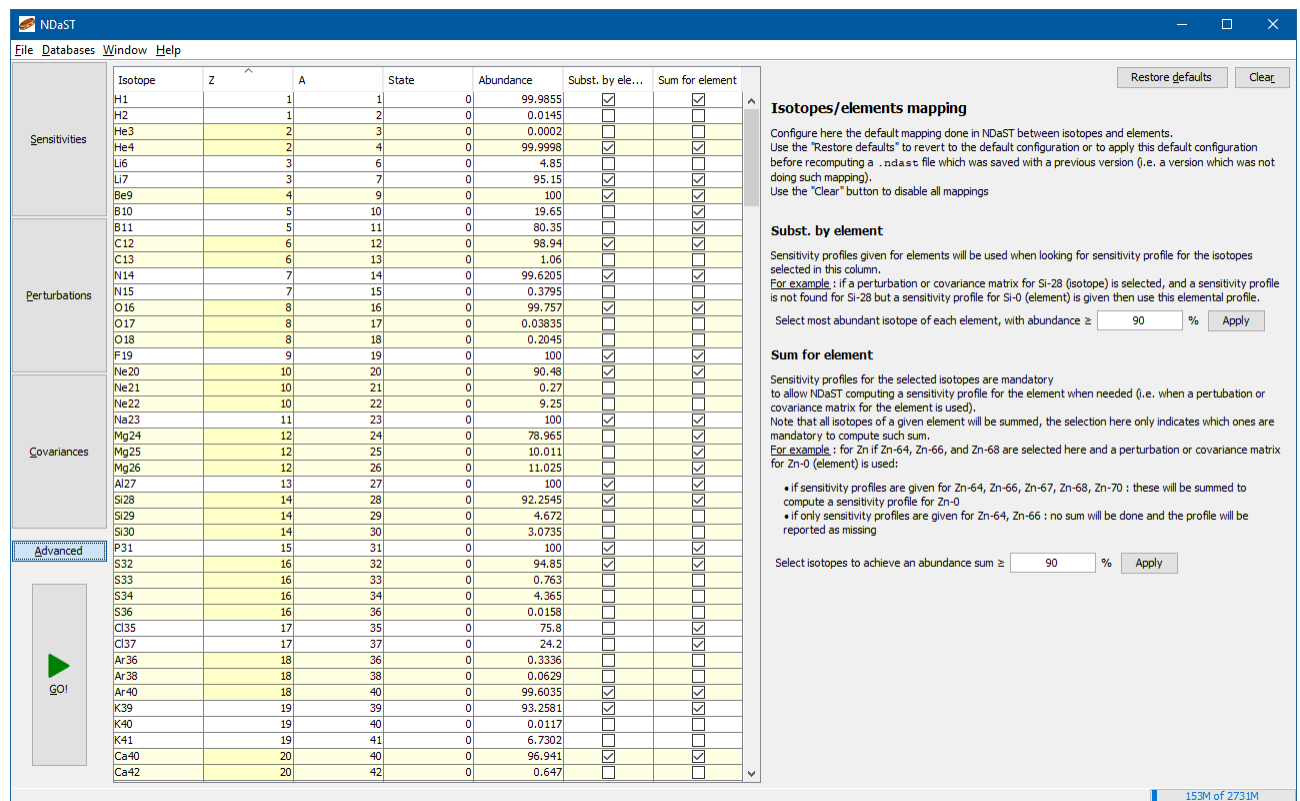 NDaST
File Databases Window Help
Sensitivities
Perturbations
Covariances
Advanced
GO!
Isotope Z A State Abundance Subst. by ele... Sum for element
H1 1 1 0 99.9855
H2 1 2 0 0.0145
He3 2 3 0 0.0002
He4 2 4 0 99.9998
Li6 3 6 0 4.85
Li7 3 7 0 95.15
Be9 4 9 0 100
B10 5 10 0 19.65
B11 5 11 0 80.35
C12 6 12 0 98.94
C13 6 13 0 1.06
N14 7 14 0 99.6205
N15 7 15 0 0.3795
O16 8 16 0 99.757
O17 8 17 0 0.03835
O18 8 18 0 0.2045
F19 9 19 0 100
Ne20 10 20 0 90.48
Ne21 10 21 0 0.27
Ne22 10 22 0 9.25
Na23 11 23 0 100
Mg24 12 24 0 78.965
Mg25 12 25 0 10.011
Mg26 12 26 0 11.025
Al27 13 27 0 100
Si28 14 28 0 92.2545
Si29 14 29 0 4.672
Si30 14 30 0 3.0735
P31 15 31 0 100
S32 16 32 0 94.85
S33 16 33 0 0.763
S34 16 34 0 4.365
S36 16 36 0 0.0158
Cl35 17 35 0 75.8
Cl37 17 37 0 24.2
Ar36 18 36 0 0.3336
Ar38 18 38 0 0.0629
Ar40 18 40 0 99.6035
K39 19 39 0 93.2581
K40 19 40 0 0.0117
K41 19 41 0 6.7302
Ca40 20 40 0 96.941
Ca42 20 42 0 0.647
Restore defaults Clear
Isotopes/elements mapping
Configure here the default mapping done in NDaST between isotopes and elements.
Use the "Restore defaults" to revert to the default configuration or to apply this default configuration
before recomputing a .ndast file which was saved with a previous version (i.e. a version which was not
doing such mapping).
Use the "Clear" button to disable all mappings
Subst. by element
Sensitivity profiles given for elements will be used when looking for sensitivity profile for the isotopes
selected in this column.
For example : if a perturbation or covariance matrix for Si-28 (isotope) is selected, and a sensitivity profile
is not found for Si-28 but a sensitivity profile for Si-0 (element) is given then use this elemental profile.
Select most abundant isotope of each element, with abundance ≥ 90 % Apply
Sum for element
Sensitivity profiles for the selected isotopes are mandatory
to allow NDaST computing a sensitivity profile for the element when needed (i.e. when a pertubation or
covariance matrix for the element is used).
Note that all isotopes of a given element will be summed, the selection here only indicates which ones are
mandatory to compute such sum.
For example : for Zn if Zn-64, Zn-66, and Zn-68 are selected here and a perturbation or covariance matrix
for Zn-0 (element) is used:
• if sensitivity profiles are given for Zn-64, Zn-66, Zn-67, Zn-68, Zn-70 : these will be summed to
compute a sensitivity profile for Zn-0
• if only sensitivity profiles are given for Zn-64, Zn-66 : no sum will be done and the profile will be
reported as missing
Select isotopes to achieve an abundance sum ≥ 90 % Apply
153M of 2731M